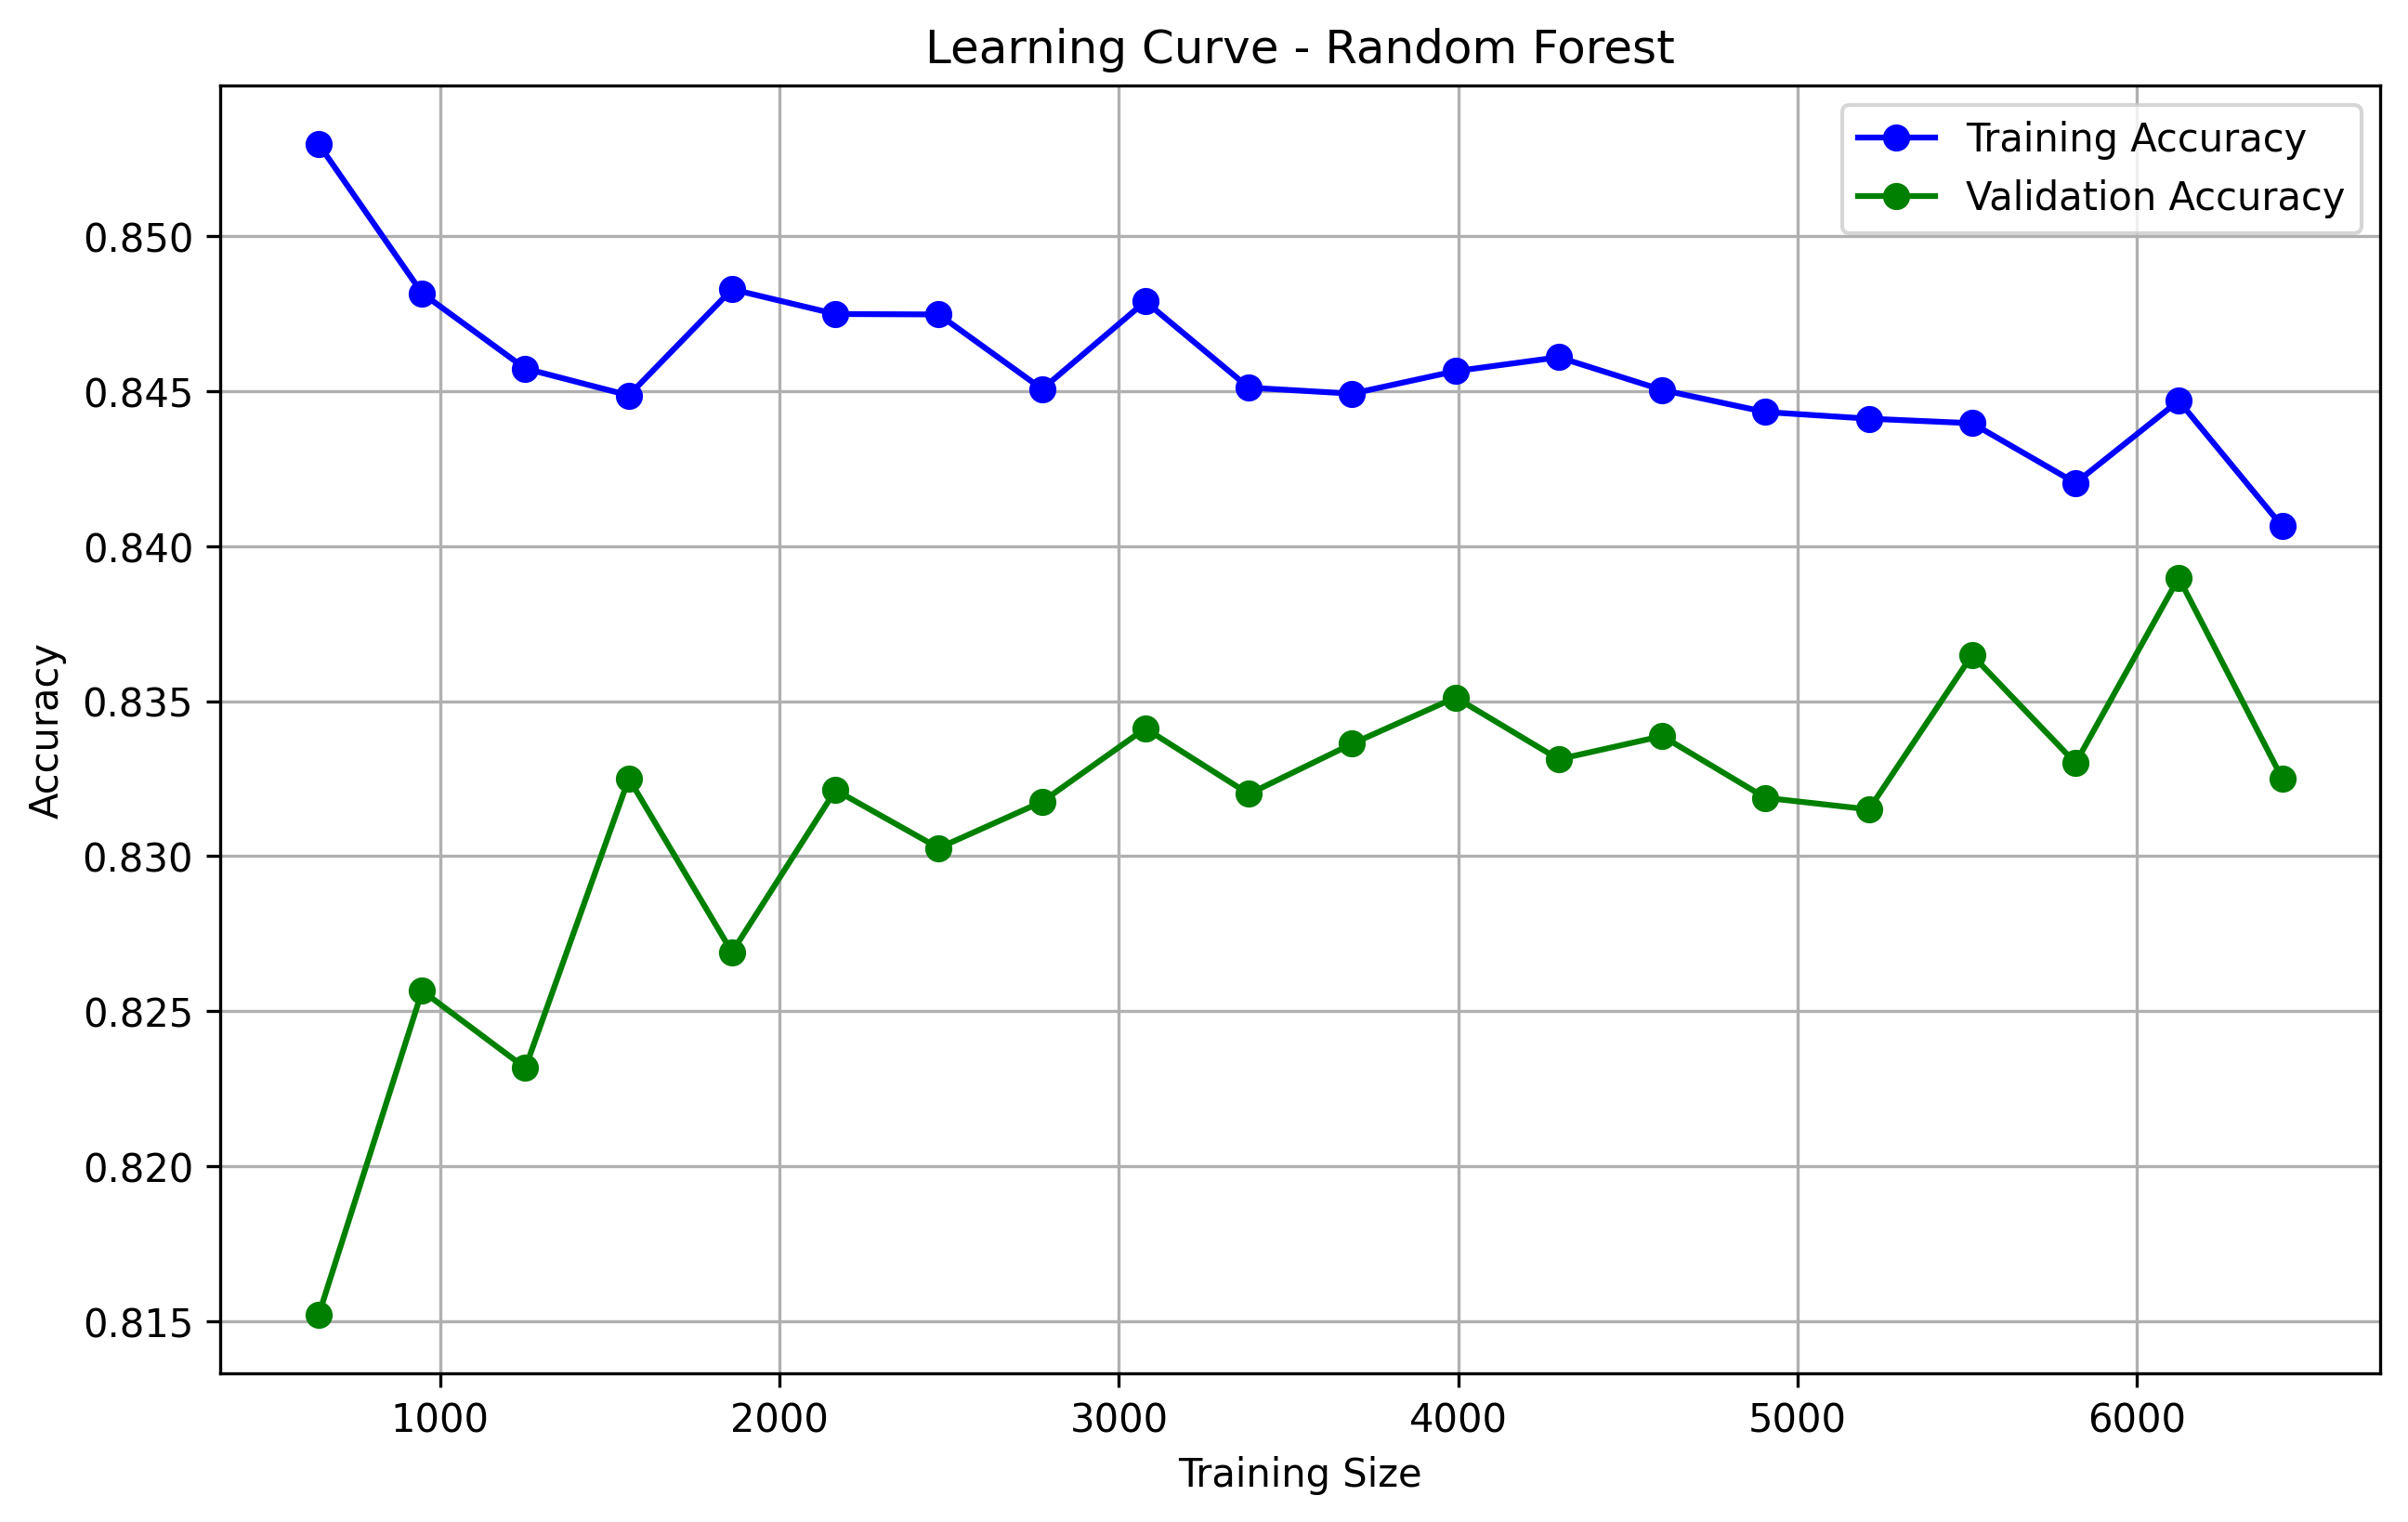 Learning Curve - Random Forest
Training Accuracy
Validation Accuracy
Accuracy
0.850
0.845
0.840
0.835
0.830
0.825
0.820
0.815
1000 2000 3000 4000 5000 6000
Training Size